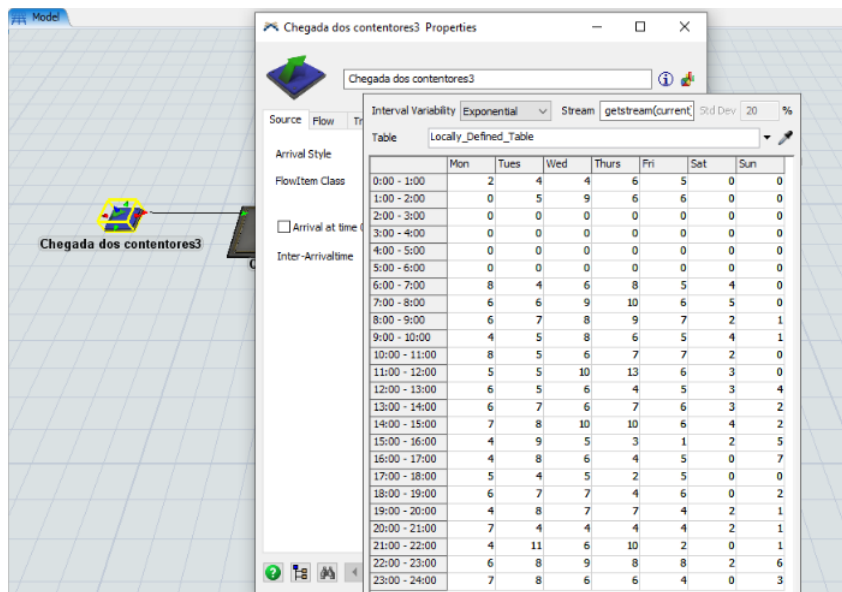 Model
Chegada dos contentores3 Properties
Chegada dos contentores3
Source Flow Tr
Interval Variability Exponential Stream getstream(current) Std Dev 20 %
Table Locally_Defined_Table
Arrival Style
FlowItem Class
Arrival at time 0
Inter-Arrivaltime
Mon Tues Wed Thurs Fri Sat Sun
0:00 - 1:00 2 4 4 6 5 0 0
1:00 - 2:00 0 5 9 6 6 0 0
2:00 - 3:00 0 0 0 0 0 0 0
3:00 - 4:00 0 0 0 0 0 0 0
4:00 - 5:00 0 0 0 0 0 0 0
5:00 - 6:00 0 0 0 0 0 0 0
6:00 - 7:00 8 4 6 8 5 4 0
7:00 - 8:00 6 6 9 10 6 5 0
8:00 - 9:00 6 7 8 9 7 2 1
9:00 - 10:00 4 5 8 6 5 4 1
10:00 - 11:00 8 5 6 7 7 2 0
11:00 - 12:00 5 5 10 13 6 3 0
12:00 - 13:00 6 5 6 4 5 3 4
13:00 - 14:00 6 7 6 7 6 3 2
14:00 - 15:00 7 8 10 10 6 4 2
15:00 - 16:00 4 9 5 3 1 2 5
16:00 - 17:00 4 8 6 4 5 0 7
17:00 - 18:00 5 4 5 2 5 0 0
18:00 - 19:00 6 7 7 4 6 0 2
19:00 - 20:00 4 8 7 7 4 2 1
20:00 - 21:00 7 4 4 4 4 2 1
21:00 - 22:00 4 11 6 10 2 0 1
22:00 - 23:00 6 8 9 8 8 2 6
23:00 - 24:00 7 8 6 6 4 0 3
Chegada dos contentores3